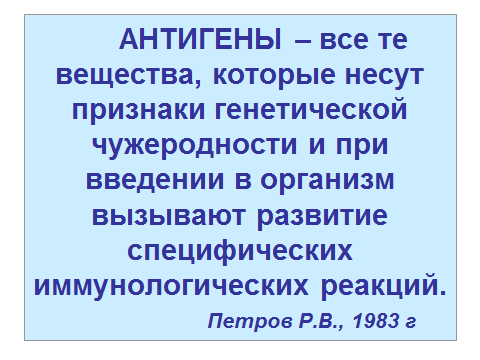 АНТИГЕНЫ – все те
вещества, которые несут
признаки генетической
чужеродности и при
введении в организм
вызывают развитие
специфических
иммунологических реакций.
Петров Р.В., 1983 г